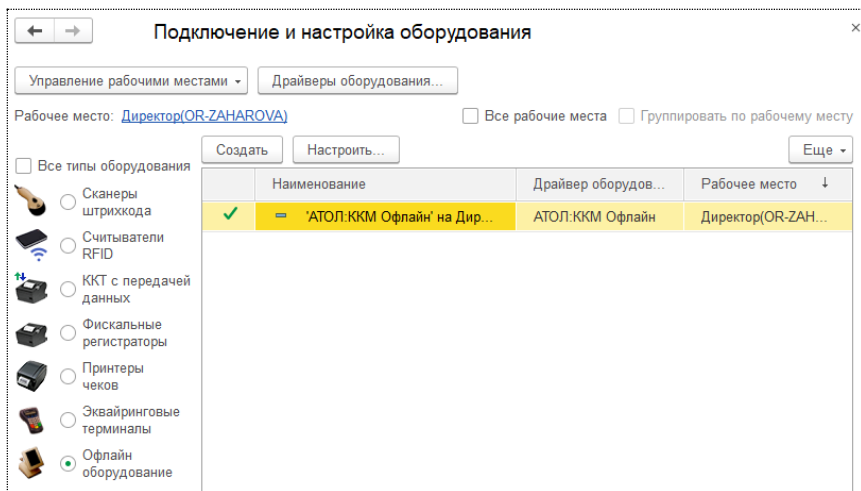 Подключение и настройка оборудования
Управление рабочими местами
Драйверы оборудования...
Рабочее место: Директор(OR-ZAHAROVA)
Все рабочие места
Группировать по рабочему месту
Все типы оборудования
Создать
Настроить...
Еще
Наименование
Драйвер оборудов...
Рабочее место
'АТОЛ:ККМ Офлайн' на Дир...
АТОЛ:ККМ Офлайн
Директор(OR-ZAH...
Сканеры
штрихкода
Считыватели
RFID
ККТ с передачей
данных
Фискальные
регистраторы
Принтеры
чеков
Эквайринговые
терминалы
Офлайн
оборудование